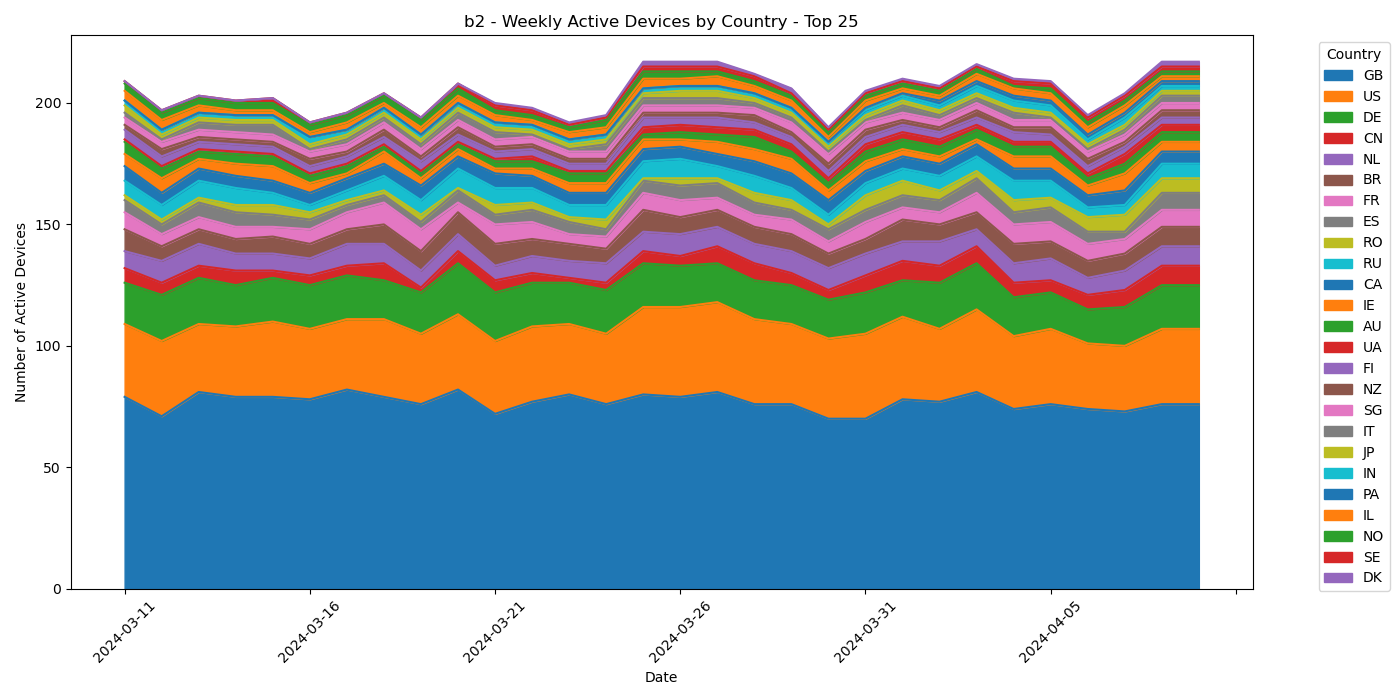 b2 - Weekly Active Devices by Country - Top 25
Number of Active Devices
200
150
100
50
0
2024-03-11
2024-03-16
2024-03-21
2024-03-26
2024-03-31
2024-04-05
Date
Country
GB
US
DE
CN
NL
BR
FR
ES
RO
RU
CA
IE
AU
UA
FI
NZ
SG
IT
JP
IN
PA
IL
NO
SE
DK